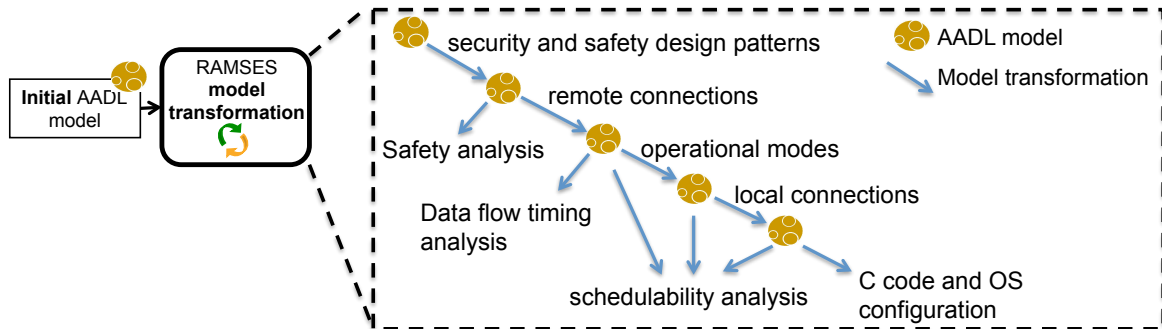 Initial AADL
model
RAMSES
model
transformation
security and safety design patterns
remote connections
Safety analysis
operational modes
Data flow timing
analysis
local connections
schedulability analysis
C code and OS
configuration
AADL model
Model transformation